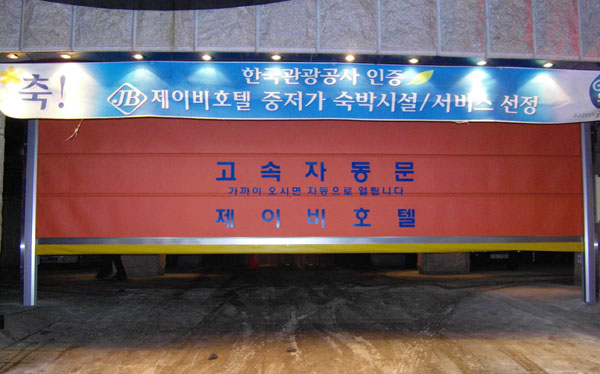 축!
한국관광공사 인증
JB 제이비호텔 중저가 숙박시설/서비스 선정
고속자동문
가까이 오시면 자동으로 열립니다
제이비호텔